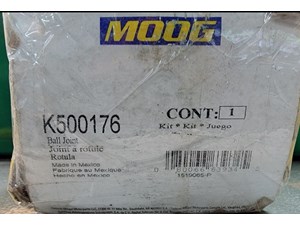 MOOG
K500176
CONT: 1
Ball Joint
Joint à rotule
Rotula
Kit * Kit * Juego
Made in Mexico
Fabriqué au Mexique
Hecho en Mexico